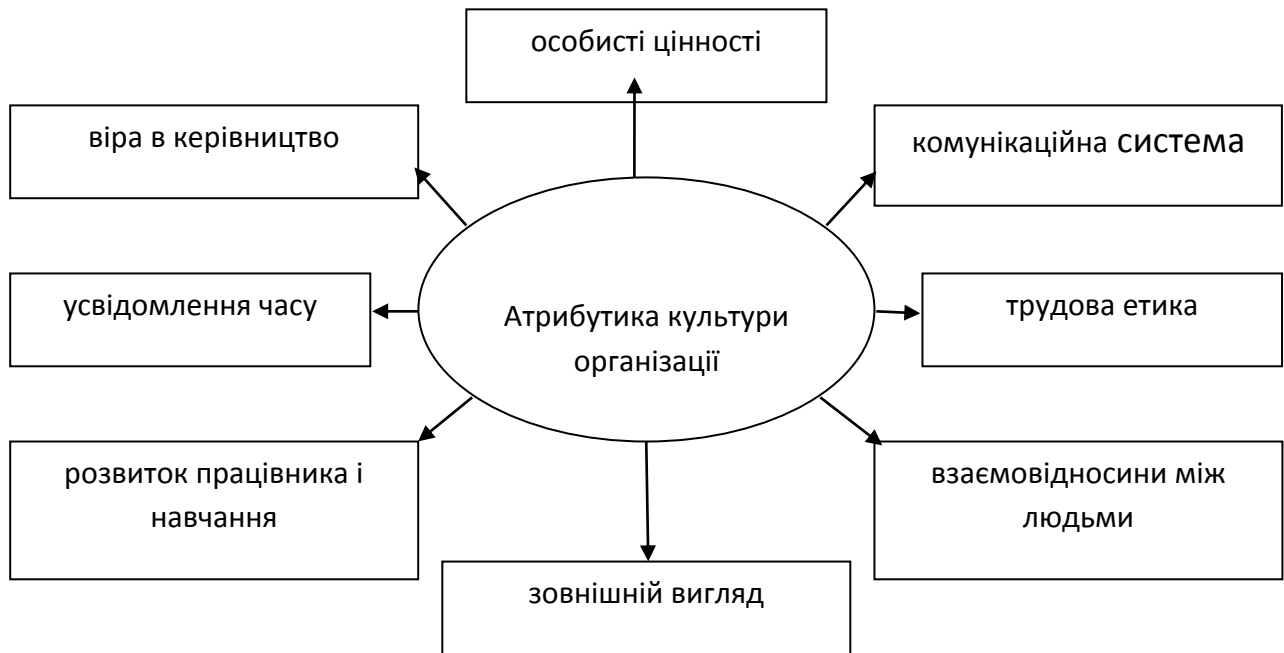 особисті цінності
віра в керівництво
комунікаційна система
усвідомлення часу
Атрибутика культури
організації
трудова етика
розвиток працівника і
навчання
взаємовідносини між
людьми
зовнішній вигляд